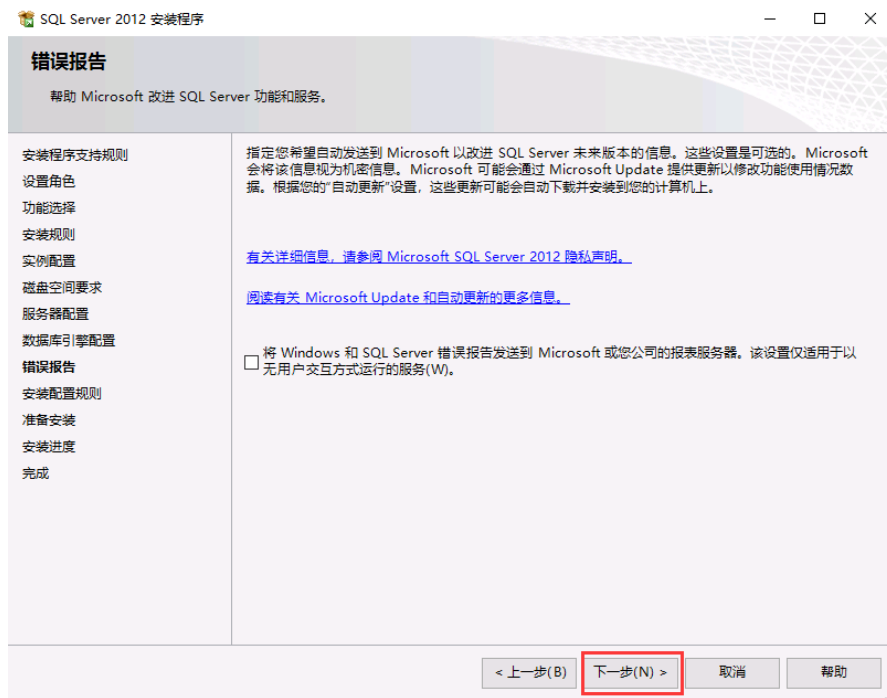 SQL Server 2012 安装程序
错误报告
帮助 Microsoft 改进 SQL Server 功能和服务。
安装程序支持规则
设置角色
功能选择
安装规则
实例配置
磁盘空间要求
服务器配置
数据库引擎配置
错误报告
安装配置规则
准备安装
安装进度
完成
指定您希望自动发送到 Microsoft 以改进 SQL Server 未来版本的信息。这些设置是可选的。Microsoft
会将该信息视为机密信息。Microsoft 可能会通过 Microsoft Update 提供更新以修改功能使用情况数
据。根据您的“自动更新”设置，这些更新可能会自动下载并安装到您的计算机上。
有关详细信息，请参阅 Microsoft SQL Server 2012 隐私声明。
阅读有关 Microsoft Update 和自动更新的更多信息。
将 Windows 和 SQL Server 错误报告发送到 Microsoft 或您公司的报表服务器。该设置仅适用于以
无用户交互方式运行的服务(W)。
< 上一步(B)
下一步(N) >
取消
帮助